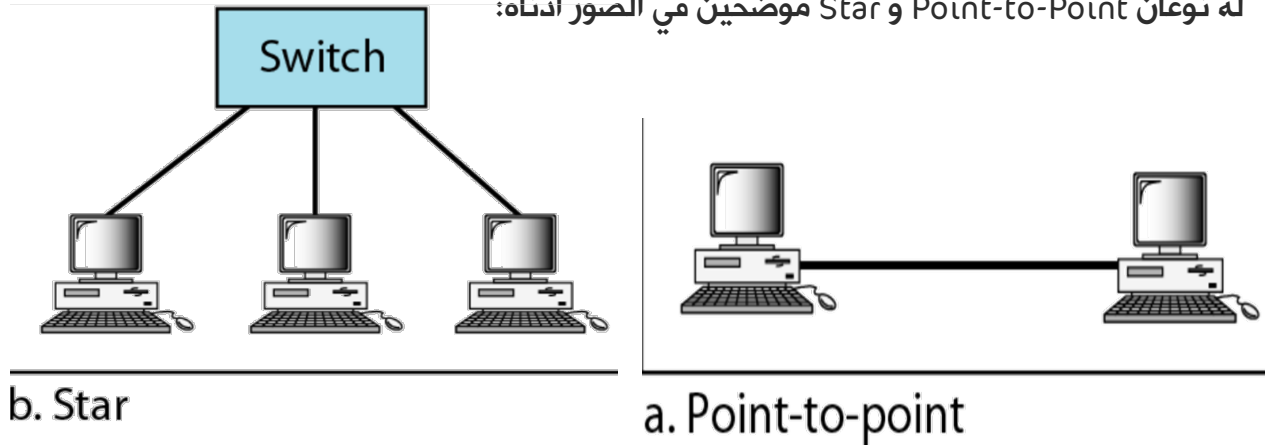 له نوعان Point-to-Point و Star موضحين في الصور أدناه:
Switch
b. Star
a. Point-to-point